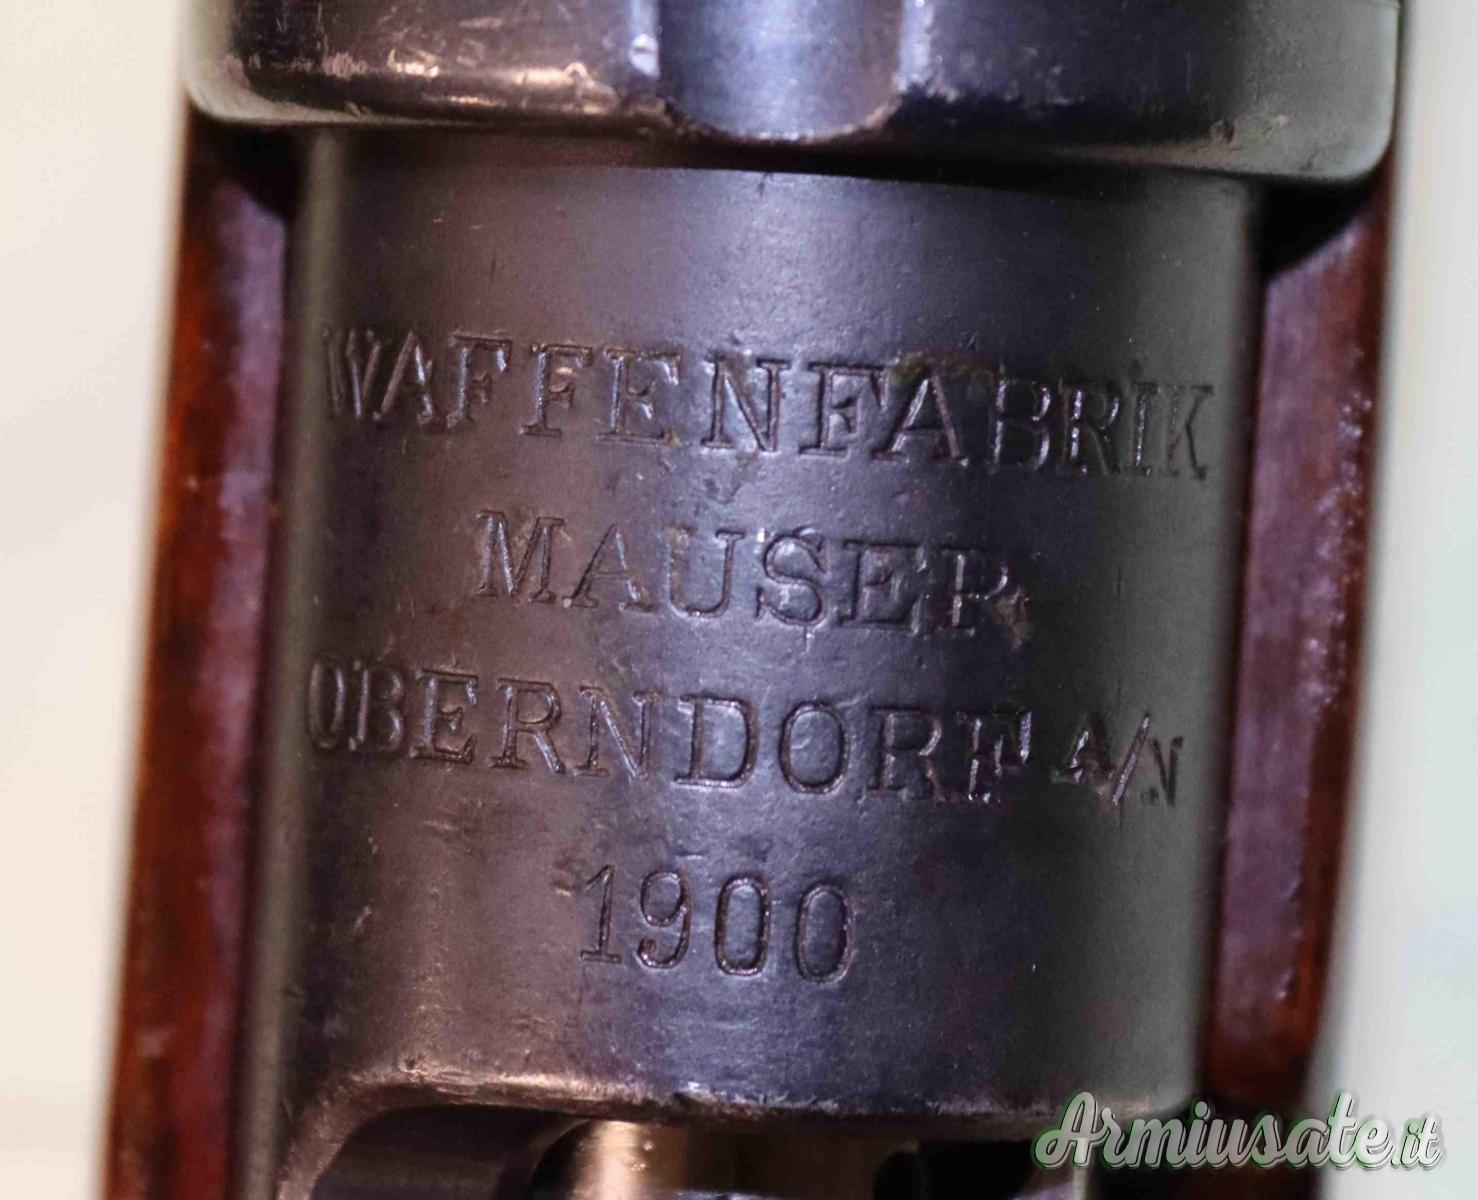 WAFFENFABRIK
MAUSER
OBERNDORF A/N
1900
Armiusate.it